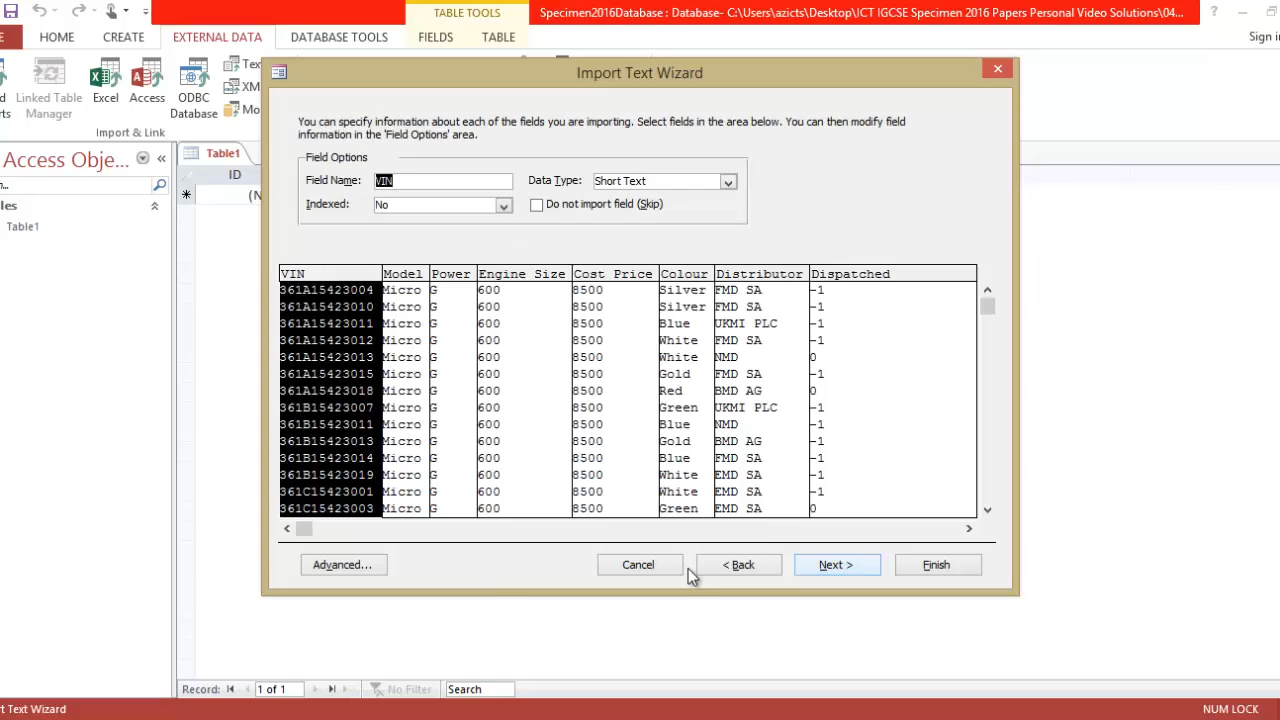 TABLE TOOLS
Specimen2016Database : Database- C:\Users\azicts\Desktop\ICT IGCSE Specimen 2016 Papers Personal Video Solutions\04...
?
E HOME CREATE EXTERNAL DATA DATABASE TOOLS FIELDS TABLE Sign i
Linked Table Manager
Excel
Access
ODBC Database
Tex
XM
Mo
Import & Link
Access Obje... «
Table1
ID
(N
Table1
Import Text Wizard
You can specify information about each of the fields you are importing. Select fields in the area below. You can then modify field
information in the 'Field Options' area.
Field Options
Field Name: VIN Data Type: Short Text
Indexed: No Do not import field (Skip)
VIN Model Power Engine Size Cost Price Colour Distributor Dispatched
361A15423004 Micro G 600 8500 Silver FMD SA -1
361A15423010 Micro G 600 8500 Silver FMD SA -1
361A15423011 Micro G 600 8500 Blue UKMI PLC -1
361A15423012 Micro G 600 8500 White FMD SA -1
361A15423013 Micro G 600 8500 White NMD 0
361A15423015 Micro G 600 8500 Gold FMD SA -1
361A15423018 Micro G 600 8500 Red BMD AG 0
361B15423007 Micro G 600 8500 Green UKMI PLC -1
361B15423011 Micro G 600 8500 Blue NMD -1
361B15423013 Micro G 600 8500 Gold BMD AG -1
361B15423014 Micro G 600 8500 Blue FMD SA -1
361B15423019 Micro G 600 8500 White EMD SA -1
361C15423001 Micro G 600 8500 White EMD SA -1
361C15423003 Micro G 600 8500 Green EMD SA 0
Advanced... Cancel < Back Next > Finish
Record: 1 of 1 No Filter Search
rt Text Wizard NUM LOCK